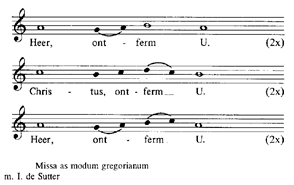 Heer, ont - ferm U. (2x)
Chris - tus, ont - ferm U. (2x)
Heer, ont - ferm U. (2x)
Missa as modum gregorianum
m. I. de Sutter